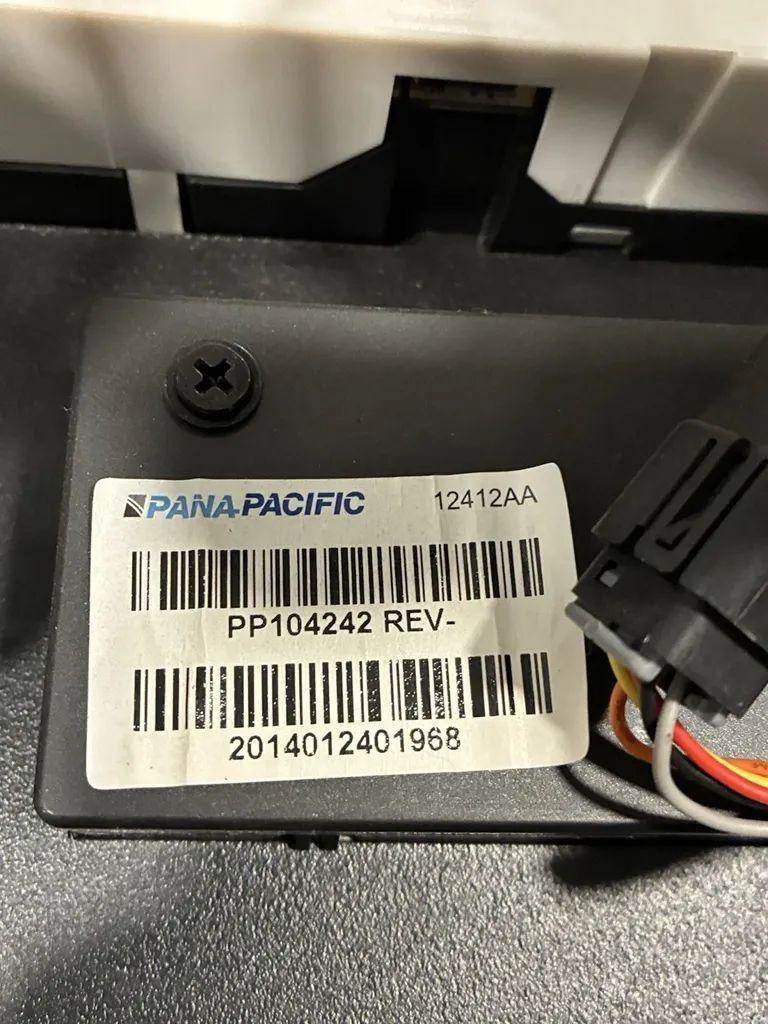 PANA-PACIFIC 12412AA
PP104242 REV-
2014012401968